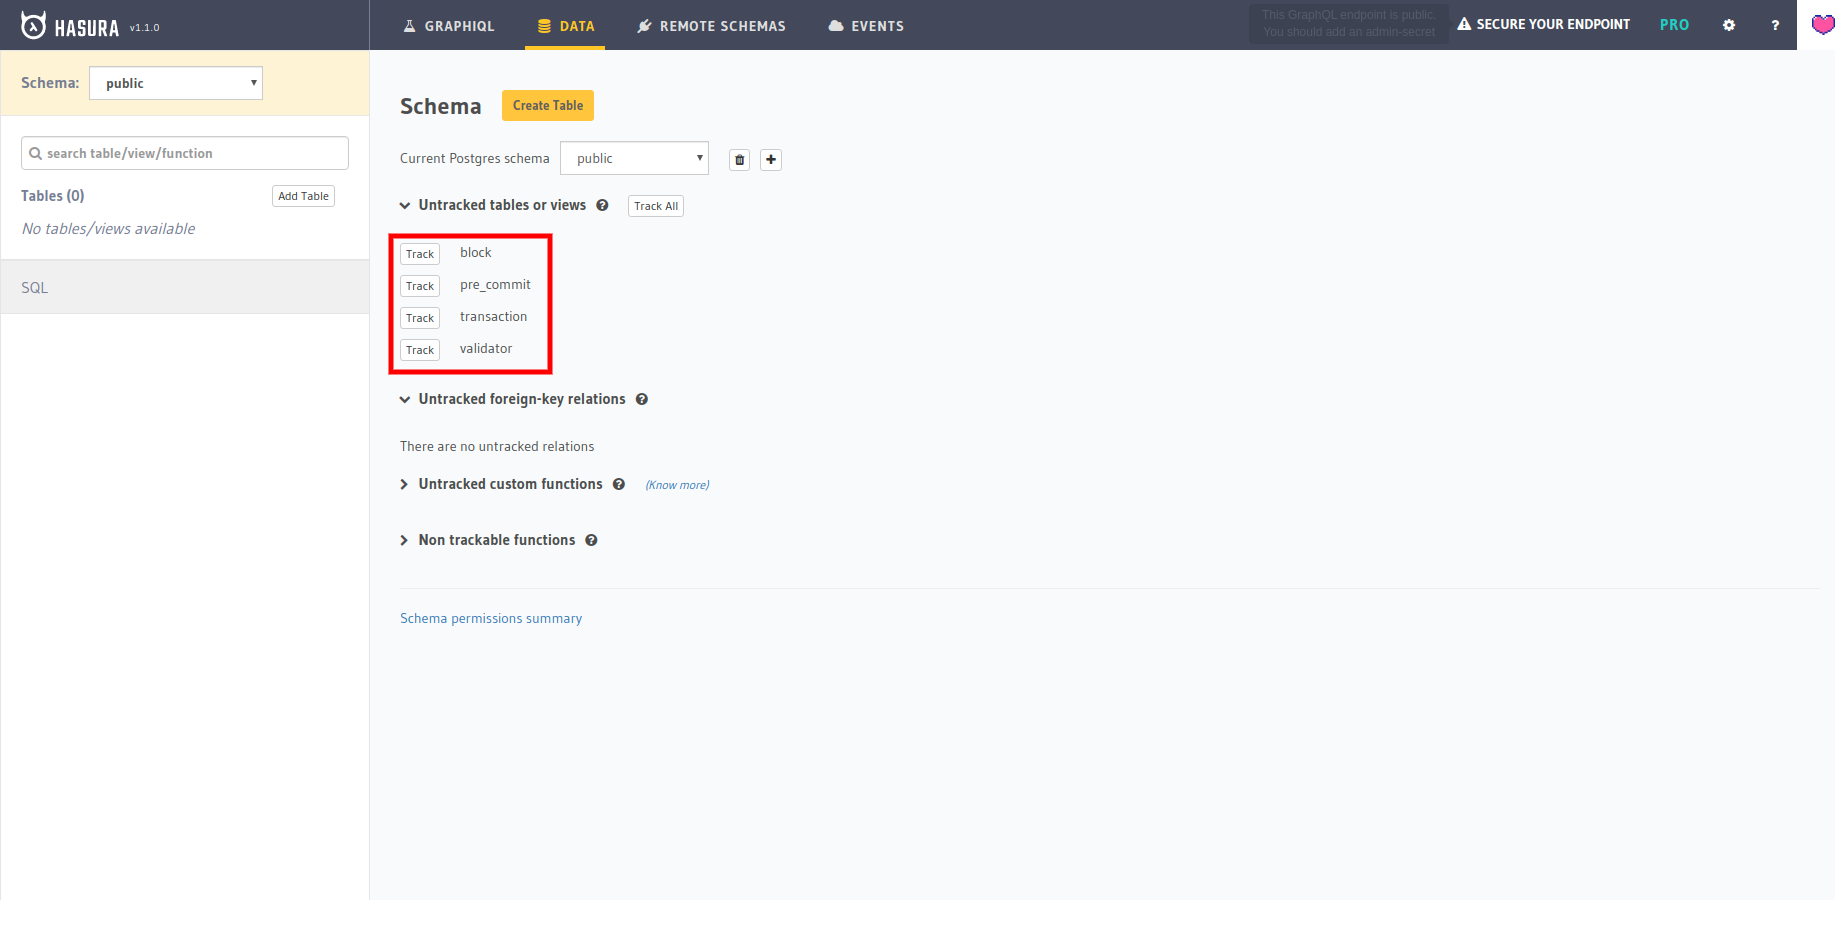 HASURA v1.1.0
GRAPHIQL
DATA
REMOTE SCHEMAS
EVENTS
This GraphQL endpoint is public.
You should add an admin-secret
SECURE YOUR ENDPOINT
PRO
?
Schema: public
search table/view/function
Tables (0) Add Table
No tables/views available
SQL
Schema Create Table
Current Postgres schema public
Untracked tables or views ? Track All
Track block
Track pre_commit
Track transaction
Track validator
Untracked foreign-key relations ?
There are no untracked relations
Untracked custom functions ? (Know more)
Non trackable functions ?
Schema permissions summary